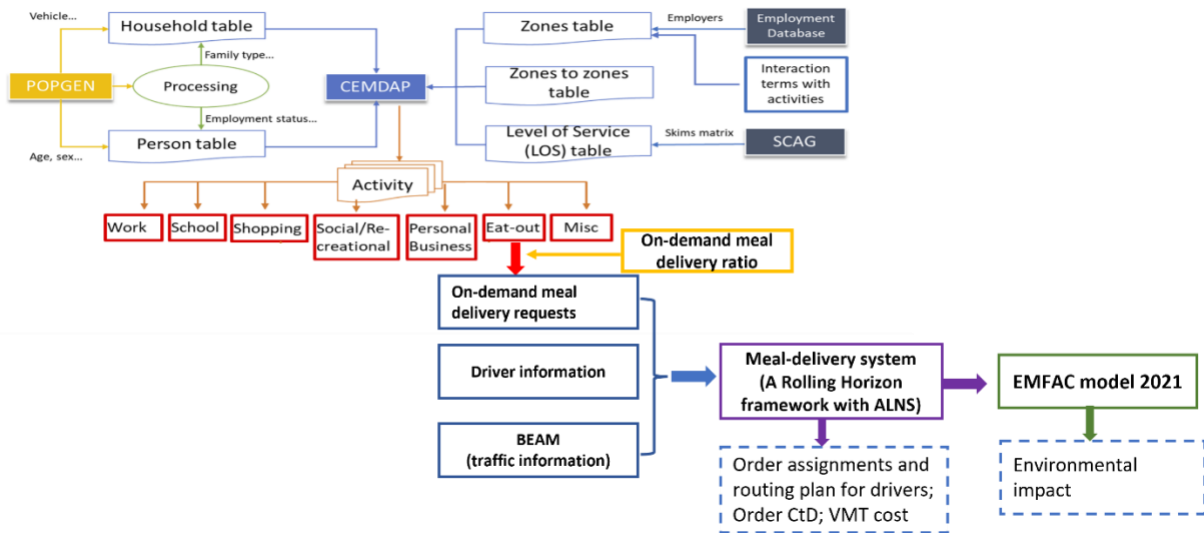 Vehicle...
Household table
Family type...
POPGEN
Processing
Employment status...
Person table
Age, sex...
CEMDAP
Zones table
Employers
Employment
Database
Zones to zones
table
Interaction
terms with
activities
Level of Service
(LOS) table
Skims matrix
SCAG
Activity
Work
School
Shopping
Social/Re-
creational
Personal
Business
Eat-out
Misc
On-demand meal
delivery ratio
On-demand meal
delivery requests
Driver information
BEAM
(traffic information)
Meal-delivery system
(A Rolling Horizon
framework with ALNS)
EMFAC model 2021
Order assignments and
routing plan for drivers;
Order CtD; VMT cost
Environmental
impact